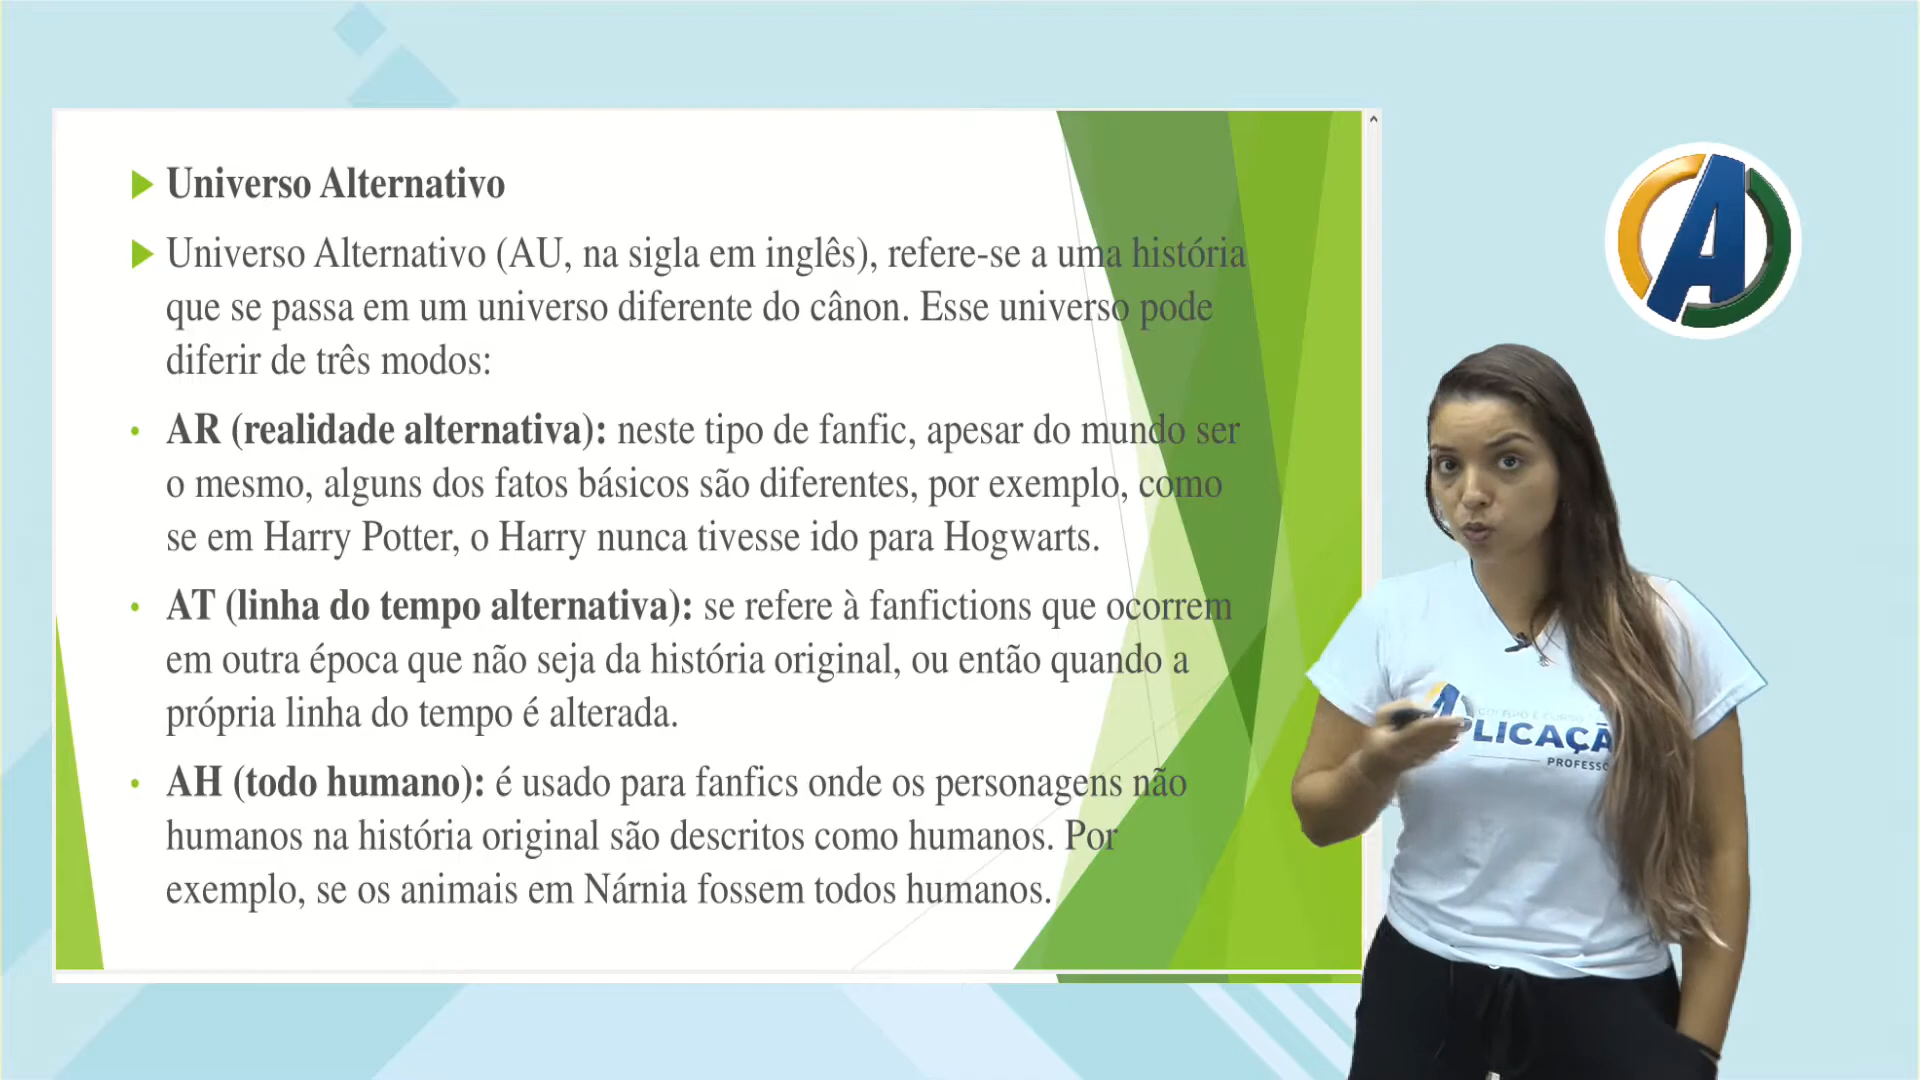 Universo Alternativo
Universo Alternativo (AU, na sigla em inglês), refere-se a uma história
que se passa em um universo diferente do cânon. Esse universo pode
diferir de três modos:
AR (realidade alternativa): neste tipo de fanfic, apesar do mundo ser
o mesmo, alguns dos fatos básicos são diferentes, por exemplo, como
se em Harry Potter, o Harry nunca tivesse ido para Hogwarts.
AT (linha do tempo alternativa): se refere à fanfictions que ocorrem
em outra época que não seja da história original, ou então quando a
própria linha do tempo é alterada.
AH (todo humano): é usado para fanfics onde os personagens não
humanos na história original são descritos como humanos. Por
exemplo, se os animais em Nárnia fossem todos humanos.
A
COLÉGIO E CURSO
PLICAÇÃ
PROFESSO